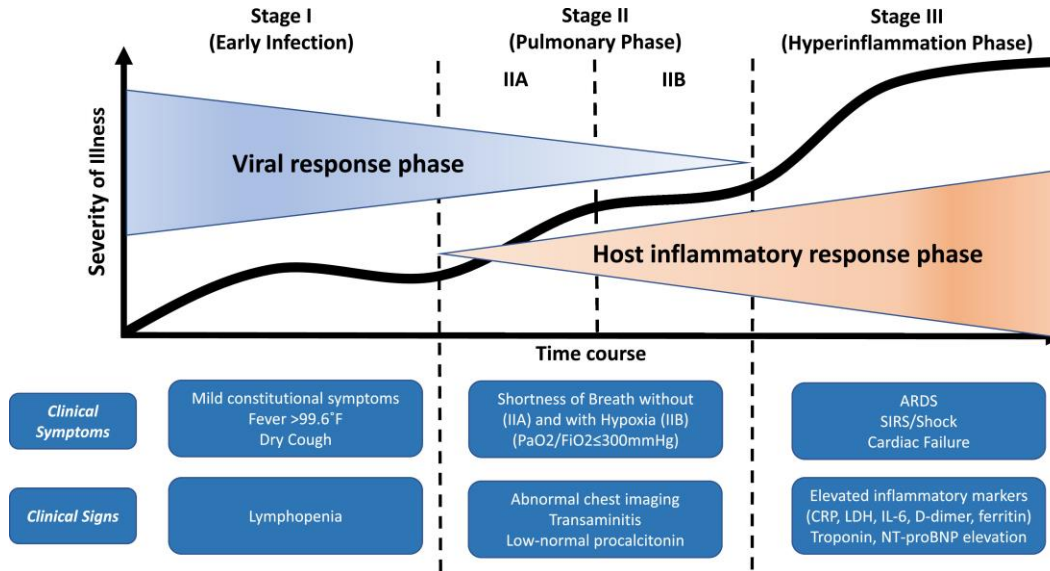 Stage I
(Early Infection)
Stage II
(Pulmonary Phase)
Stage III
(Hyperinflammation Phase)
IIA
IIB
Severity of Illness
Viral response phase
Host inflammatory response phase
Time course
Clinical
Symptoms
Mild constitutional symptoms
Fever >99.6°F
Dry Cough
Shortness of Breath without
(IIA) and with Hypoxia (IIB)
(PaO2/FiO2≤300mmHg)
ARDS
SIRS/Shock
Cardiac Failure
Clinical Signs
Lymphopenia
Abnormal chest imaging
Transaminitis
Low-normal procalcitonin
Elevated inflammatory markers
(CRP, LDH, IL-6, D-dimer, ferritin)
Troponin, NT-proBNP elevation